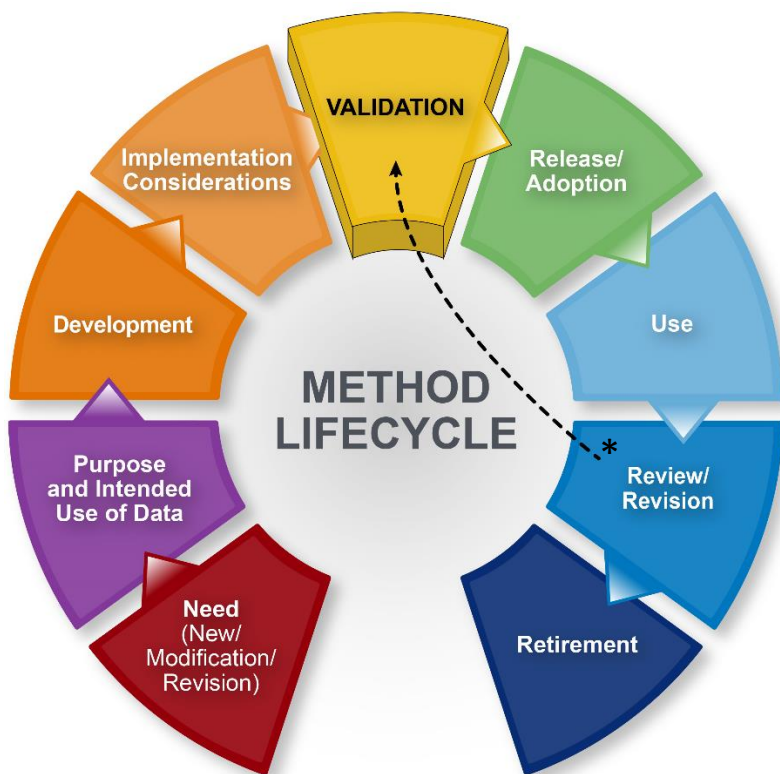 METHOD
LIFECYCLE
Need
(New/
Modification/
Revision)
Purpose
and Intended
Use of Data
Development
Implementation
Considerations
VALIDATION
Release/
Adoption
Use
*
Review/
Revision
Retirement